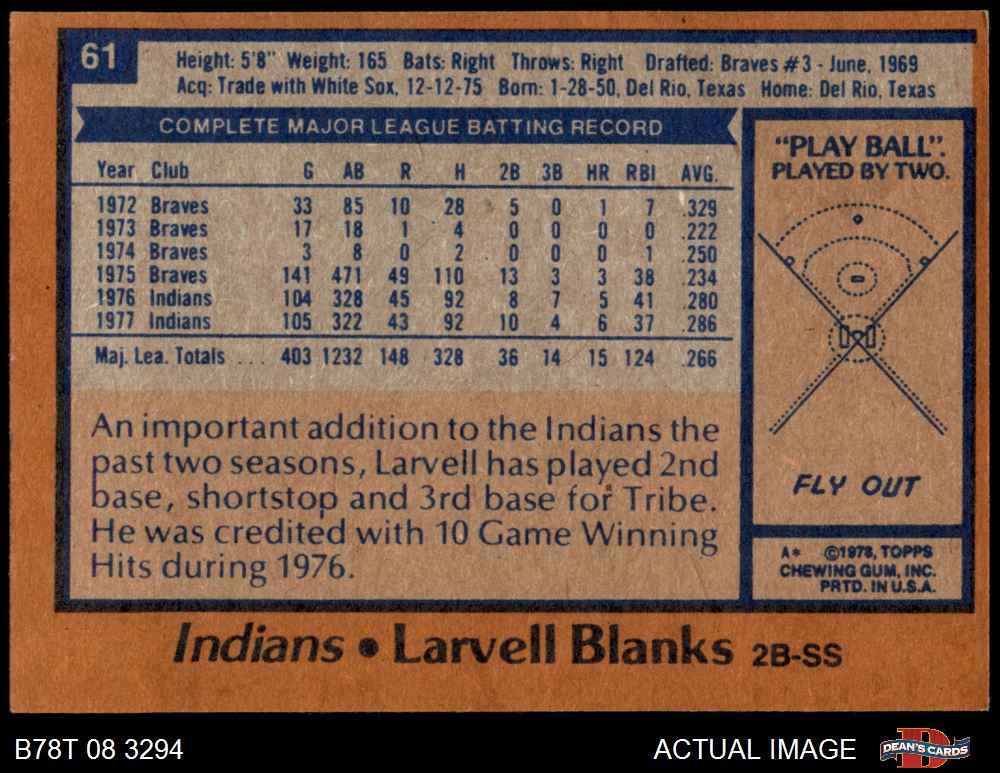 61
Height: 5'8" Weight: 165 Bats: Right Throws: Right Drafted: Braves #3 - June, 1969
Acq: Trade with White Sox, 12-12-75 Born: 1-28-50, Del Rio, Texas Home: Del Rio, Texas
COMPLETE MAJOR LEAGUE BATTING RECORD
Year Club G AB R H 2B 3B HR RBI AVG.
1972 Braves 33 85 10 28 5 0 1 7 .329
1973 Braves 17 18 1 4 0 0 0 0 .222
1974 Braves 3 8 0 2 0 0 0 1 .250
1975 Braves 141 471 49 110 13 3 3 38 .234
1976 Indians 104 328 45 92 8 7 5 41 .280
1977 Indians 105 322 43 92 10 4 6 37 .286
Maj. Lea. Totals ... 403 1232 148 328 36 14 15 124 .266
An important addition to the Indians the
past two seasons, Larvell has played 2nd
base, shortstop and 3rd base for Tribe.
He was credited with 10 Game Winning
Hits during 1976.
"PLAY BALL".
PLAYED BY TWO.
FLY OUT
A* ©1978, TOPPS
CHEWING GUM, INC.
PRTD. IN U.S.A.
Indians • Larvell Blanks 2B-SS
B78T 08 3294 ACTUAL IMAGE DEAN'S CARDS